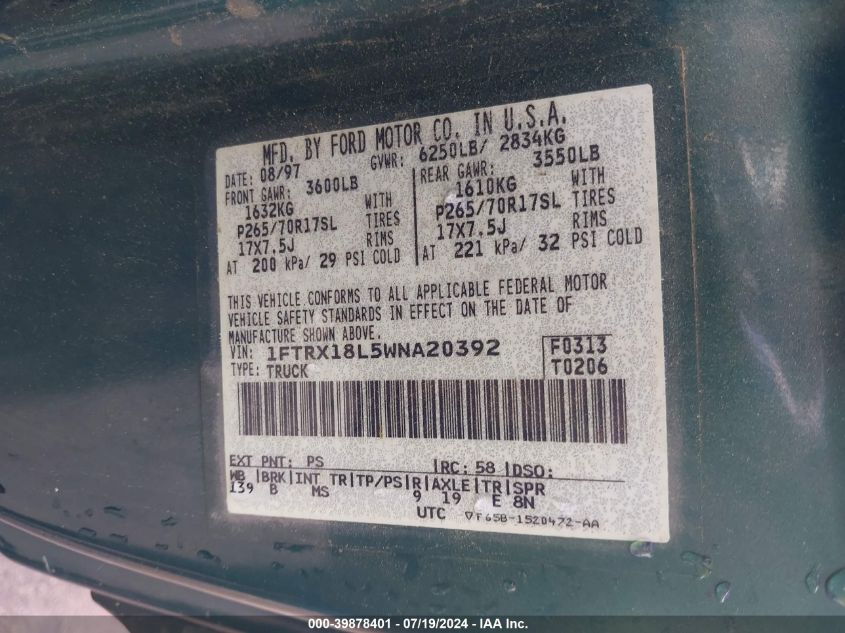 MFD. BY FORD MOTOR CO. IN U.S.A.
DATE: 08/97 GVWR: 6250LB/ 2834KG
FRONT GAWR: 3600LB REAR GAWR: 3550LB
1632KG WITH 1610KG WITH
P265/70R17SL TIRES P265/70R17SL TIRES
17X7.5J RIMS 17X7.5J RIMS
AT 200 kPa/ 29 PSI COLD AT 221 kPa/ 32 PSI COLD
THIS VEHICLE CONFORMS TO ALL APPLICABLE FEDERAL MOTOR
VEHICLE SAFETY STANDARDS IN EFFECT ON THE DATE OF
MANUFACTURE SHOWN ABOVE.
VIN: 1FTRX18L5WNA20392 F0313
TYPE: TRUCK T0206
EXT PNT: PS RC: 58 DSO:
WB BRK INT TR TP/PS R AXLE TR SPR
139 B MS 9 19 E 8N
UTC ▽F65B-1520472-AA
000-39878401 - 07/19/2024 - IAA Inc.